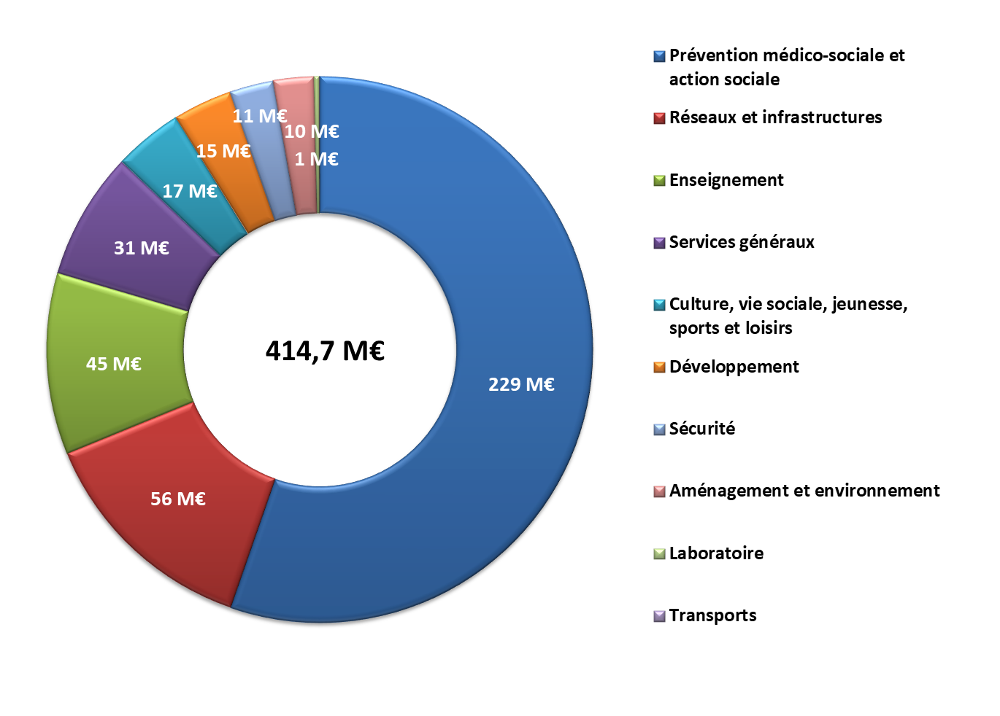 Prévention médico-sociale et
action sociale
Réseaux et infrastructures
Enseignement
Services généraux
Culture, vie sociale, jeunesse,
sports et loisirs
Développement
Sécurité
Aménagement et environnement
Laboratoire
Transports
11 M€
10 M€
15 M€
1 M€
17 M€
31 M€
414,7 M€
45 M€
229 M€
56 M€